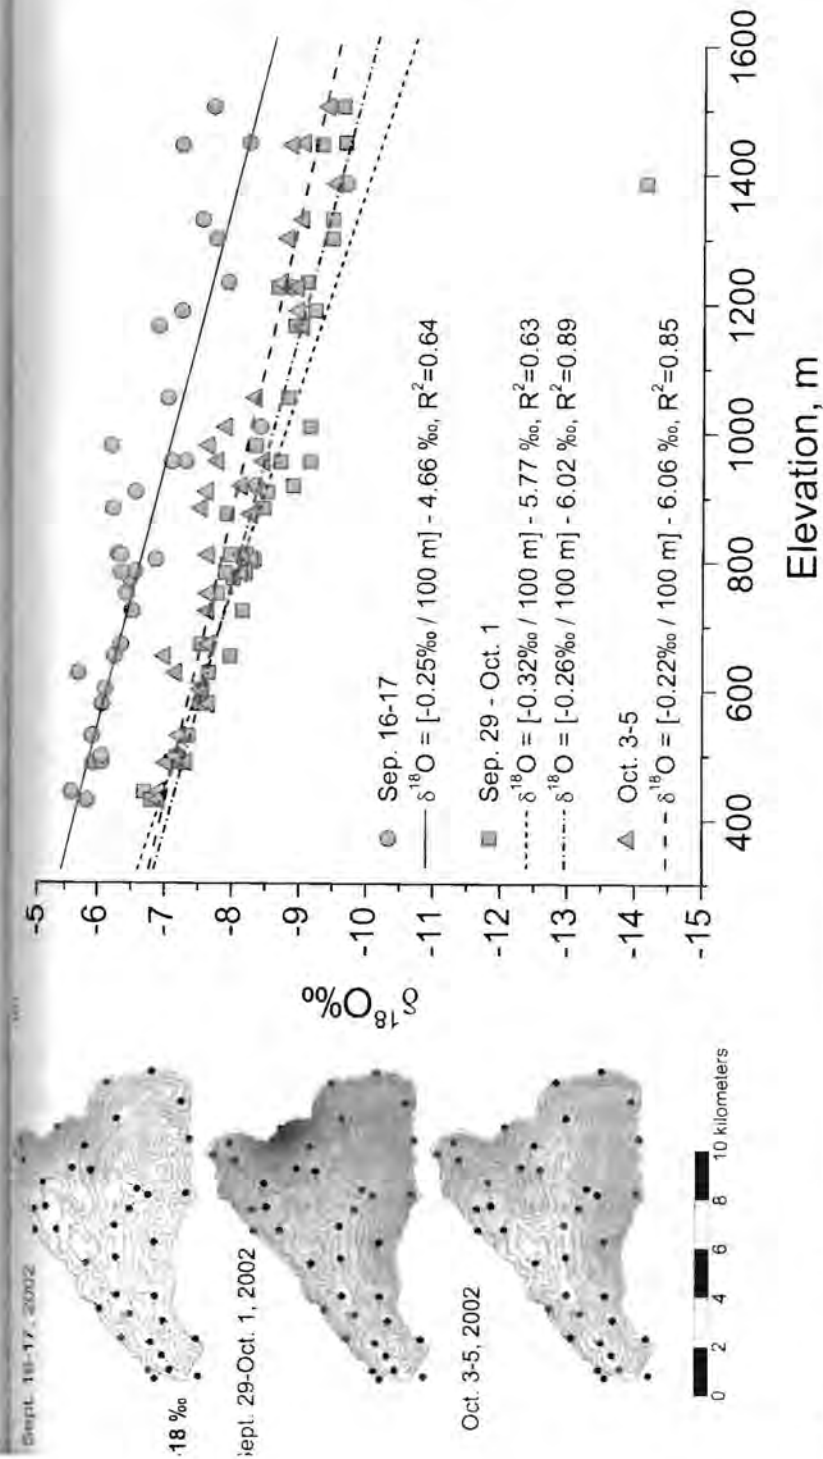 Sept. 16-17, 2002
18 ‰
Sept. 29-Oct. 1, 2002
Oct. 3-5, 2002
0 2 4 6 8 10 kilometers
δ¹⁸O‰
-5
-6
-7
-8
-9
-10
-11
-12
-13
-14
-15
Sep. 16-17
δ¹⁸O = [-0.25‰ / 100 m] - 4.66 ‰, R²=0.64
Sep. 29 - Oct. 1
δ¹⁸O = [-0.32‰ / 100 m] - 5.77 ‰, R²=0.63
δ¹⁸O = [-0.26‰ / 100 m] - 6.02 ‰, R²=0.89
Oct. 3-5
δ¹⁸O = [-0.22‰ / 100 m] - 6.06 ‰, R²=0.85
400 600 800 1000 1200 1400 1600
Elevation, m